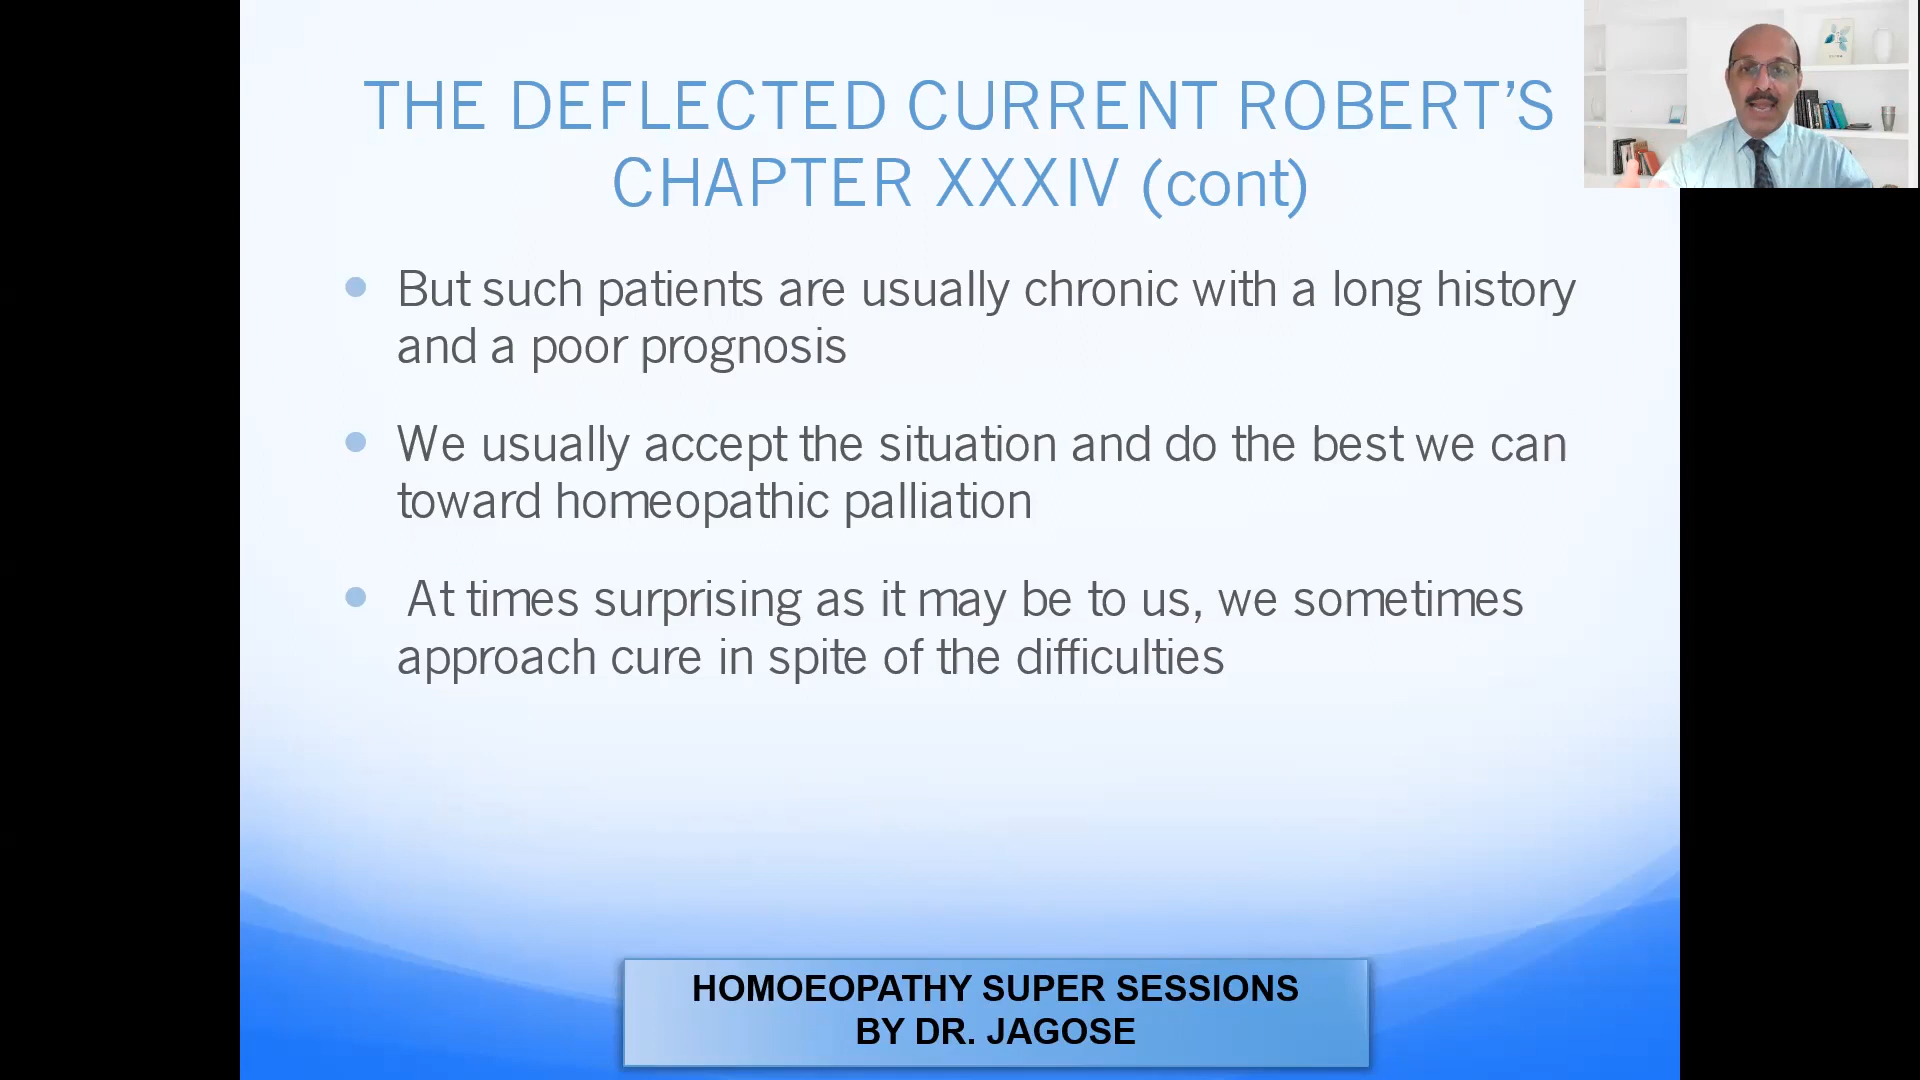 THE DEFLECTED CURRENT ROBERT’S
CHAPTER XXXIV (cont)
But such patients are usually chronic with a long history
and a poor prognosis
We usually accept the situation and do the best we can
toward homeopathic palliation
At times surprising as it may be to us, we sometimes
approach cure in spite of the difficulties
HOMOEOPATHY SUPER SESSIONS
BY DR. JAGOSE